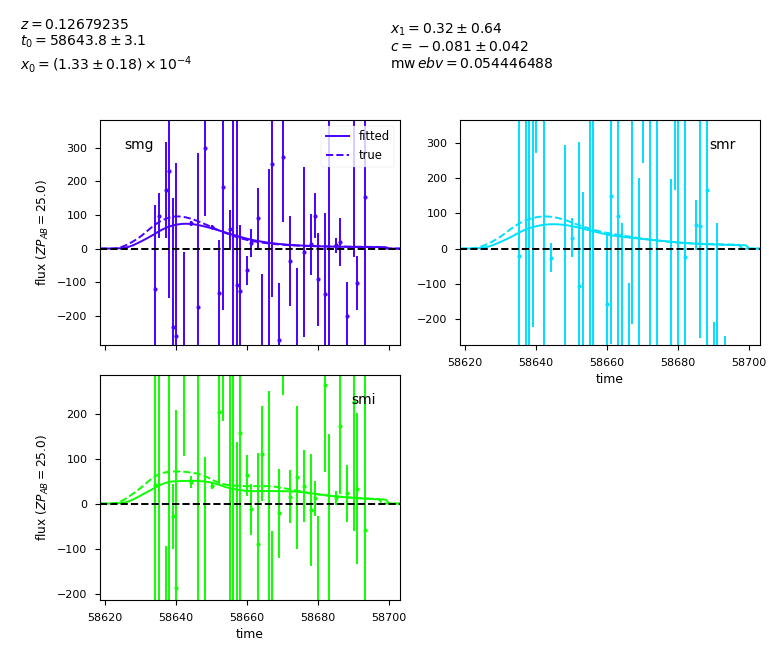 z = 0.12679235
t₀ = 58643.8 ± 3.1
x₀ = (1.33 ± 0.18) × 10⁻⁴
x₁ = 0.32 ± 0.64
c = −0.081 ± 0.042
mw ebv = 0.054446488
smg
fitted
true
300
200
100
0
−100
−200
flux (ZP_AB = 25.0)
smr
300
200
100
0
−100
−200
58620 58640 58660 58680 58700
time
smi
200
100
0
−100
−200
flux (ZP_AB = 25.0)
58620 58640 58660 58680 58700
time